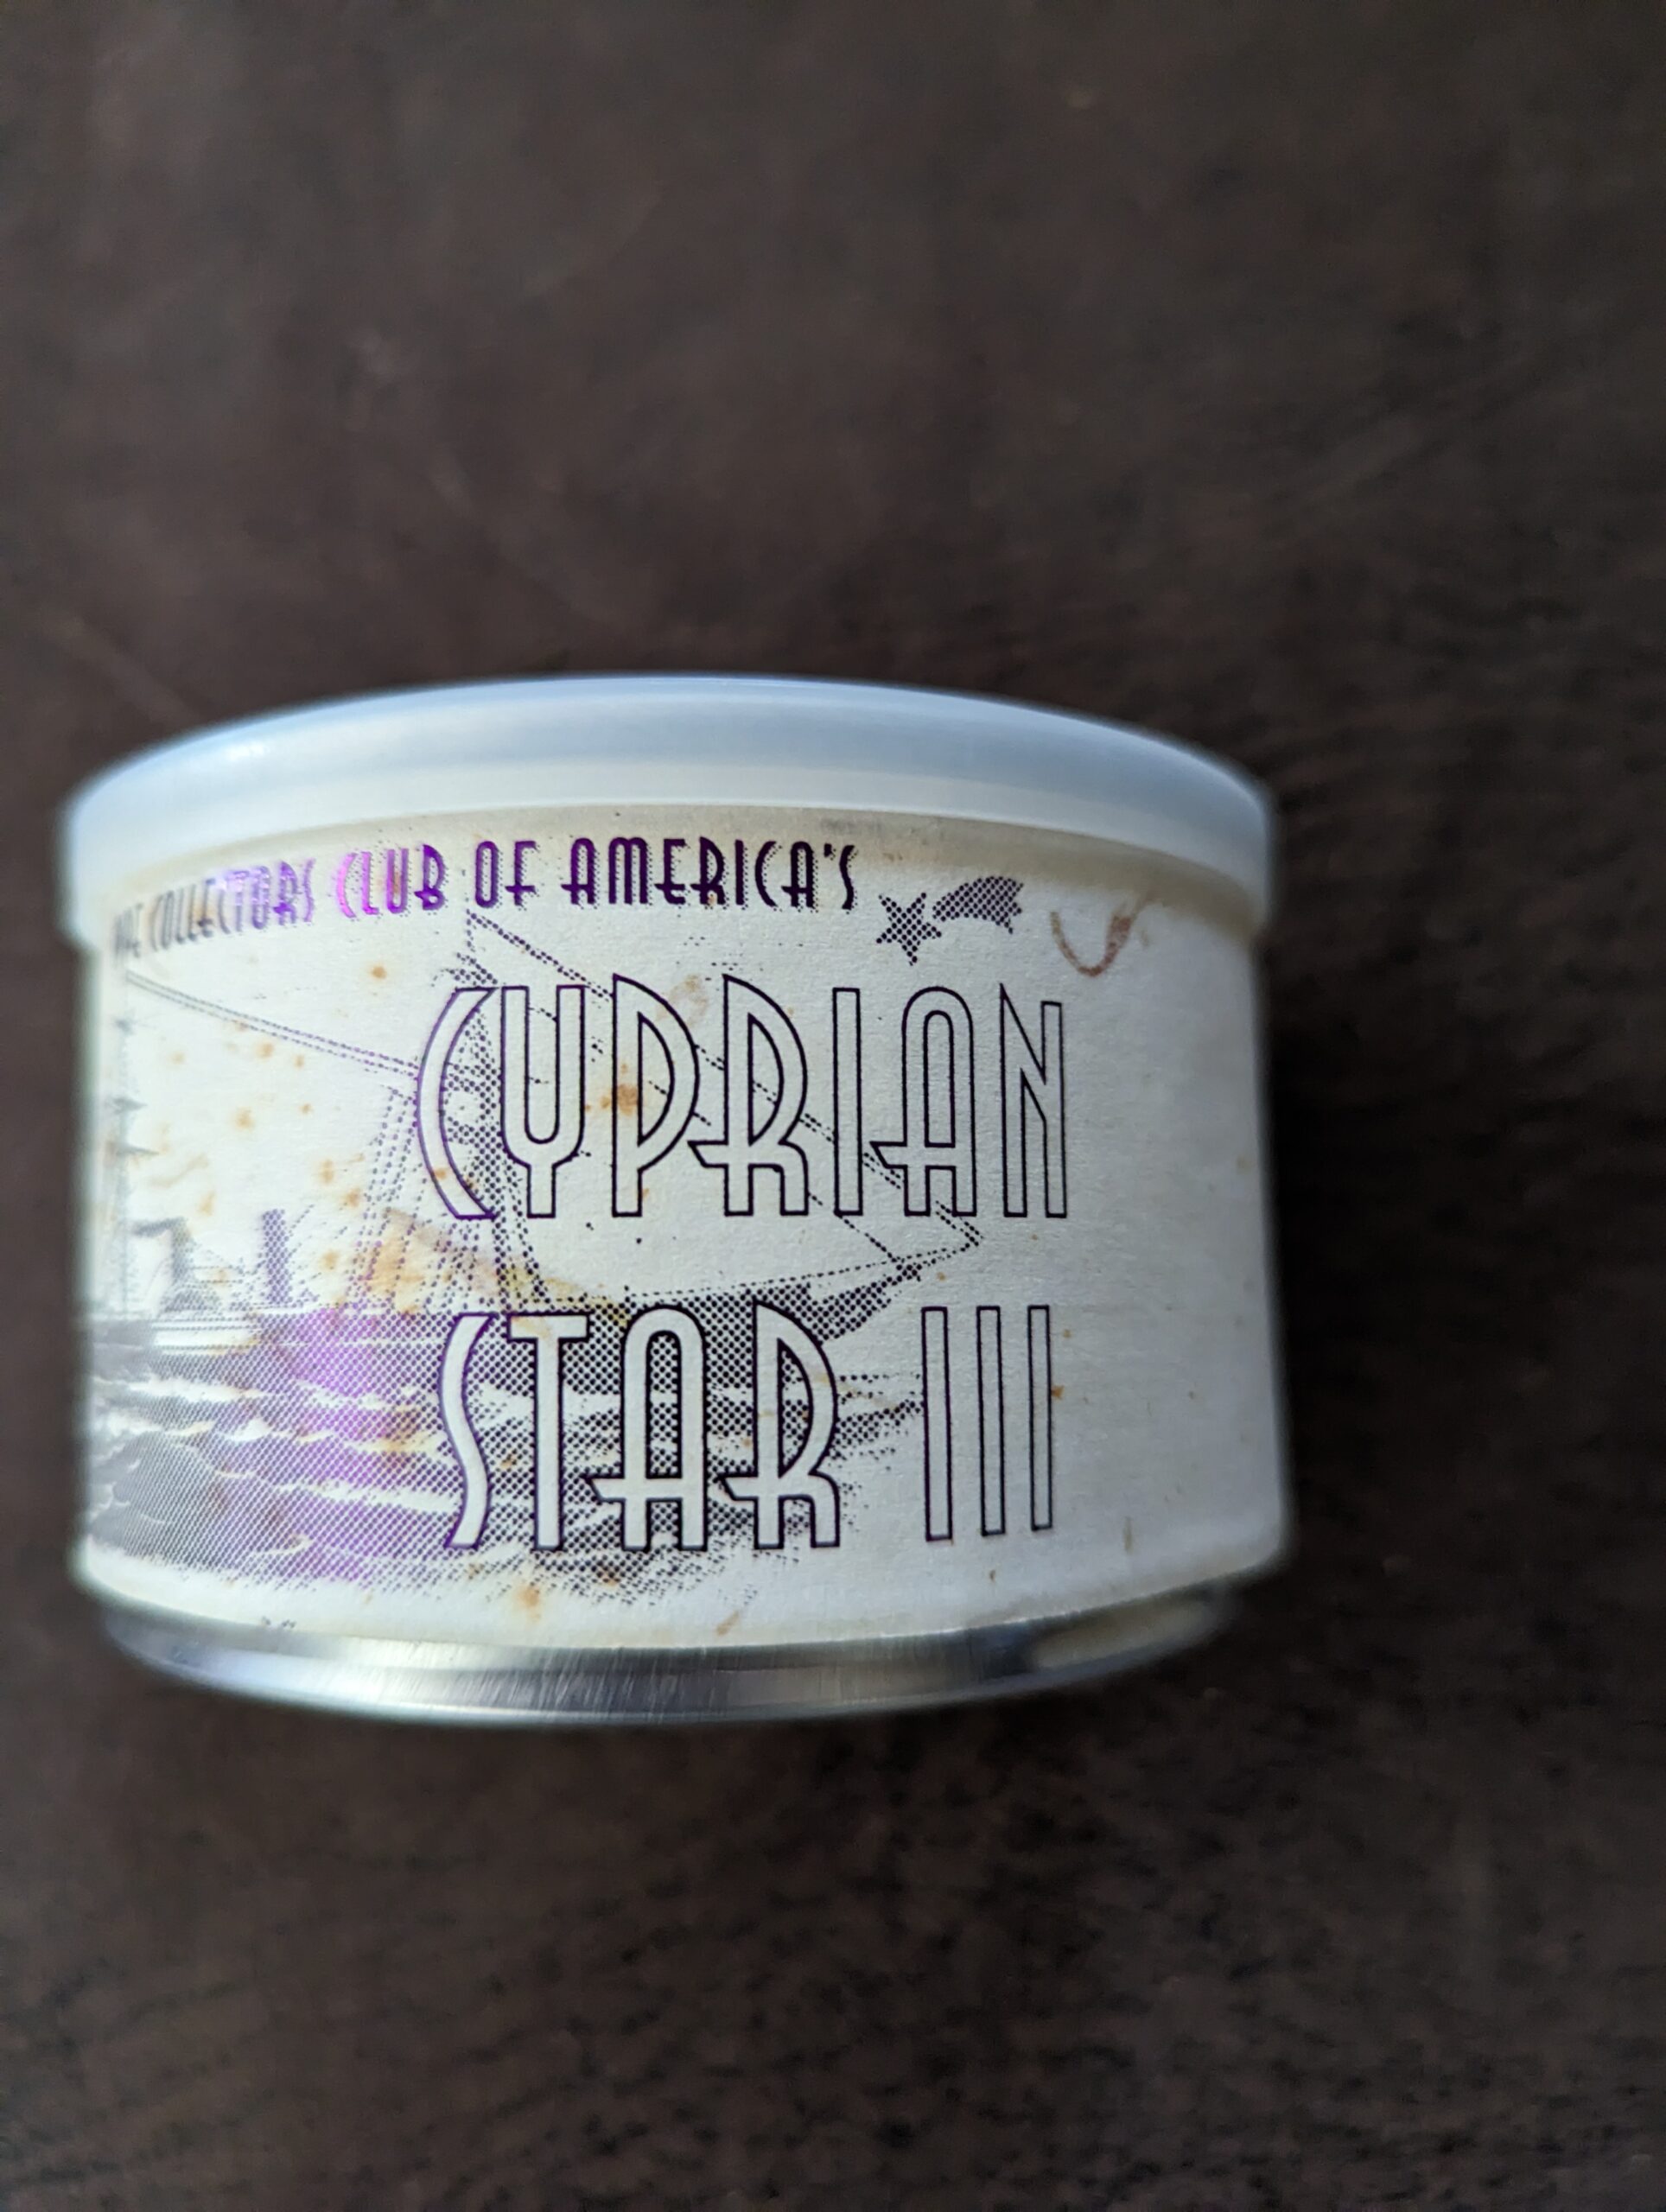 COLLECTORS CLUB OF AMERICA'S
CYPRIAN
STAR III